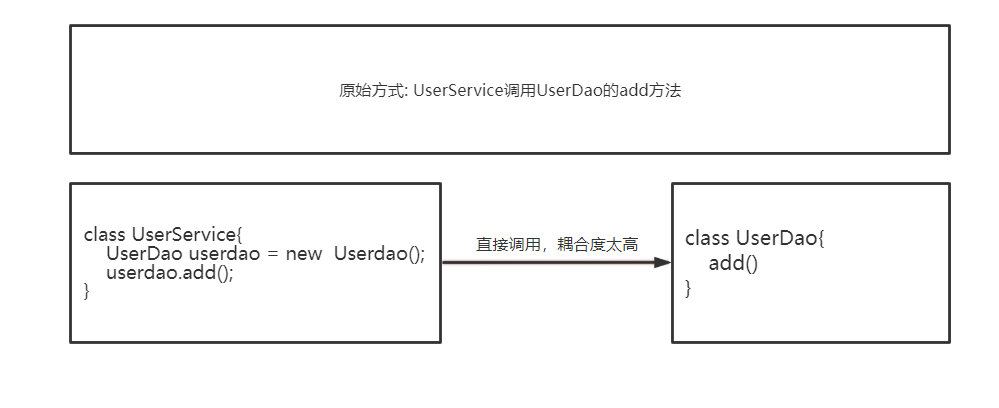 原始方式: UserService调用UserDao的add方法
class UserService{
UserDao userdao = new Userdao();
userdao.add();
}
直接调用，耦合度太高
class UserDao{
add()
}